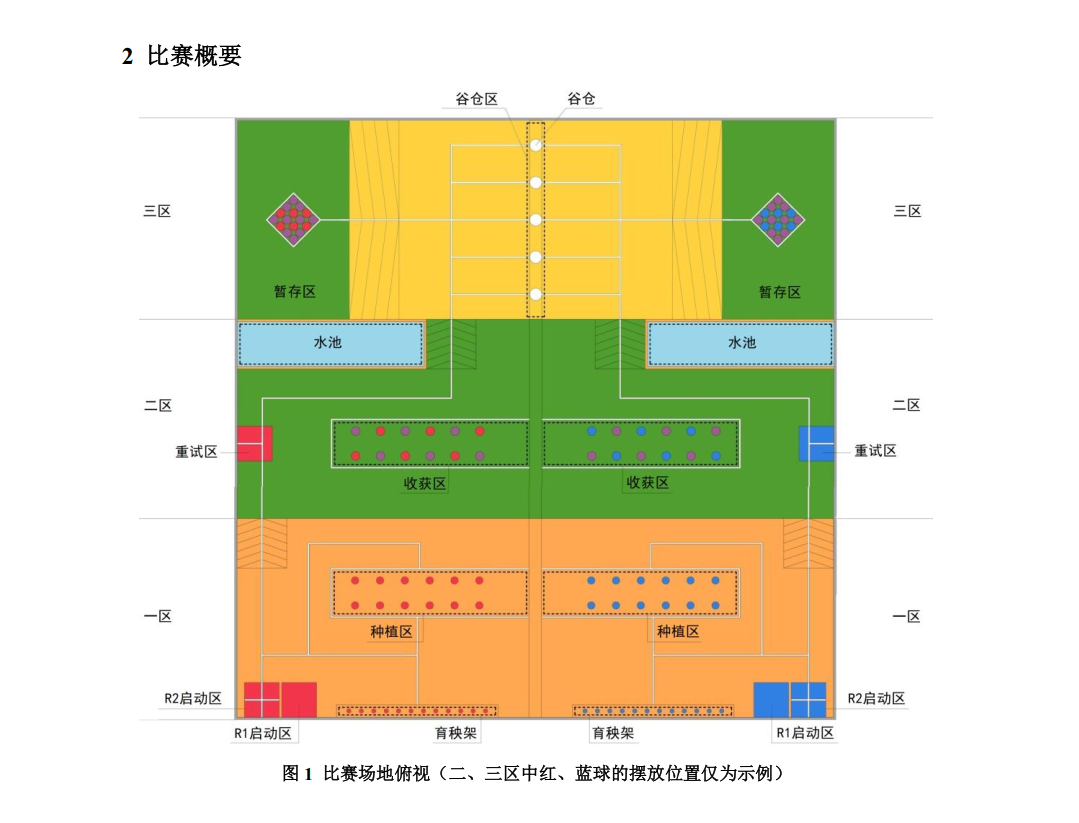 2 比赛概要
谷仓区 谷仓
三区 三区
暂存区 暂存区
水池 水池
二区 二区
重试区 重试区
收获区 收获区
一区 一区
种植区 种植区
R2启动区 R2启动区
R1启动区 育秧架 育秧架 R1启动区
图 1 比赛场地俯视（二、三区中红、蓝球的摆放位置仅为示例）